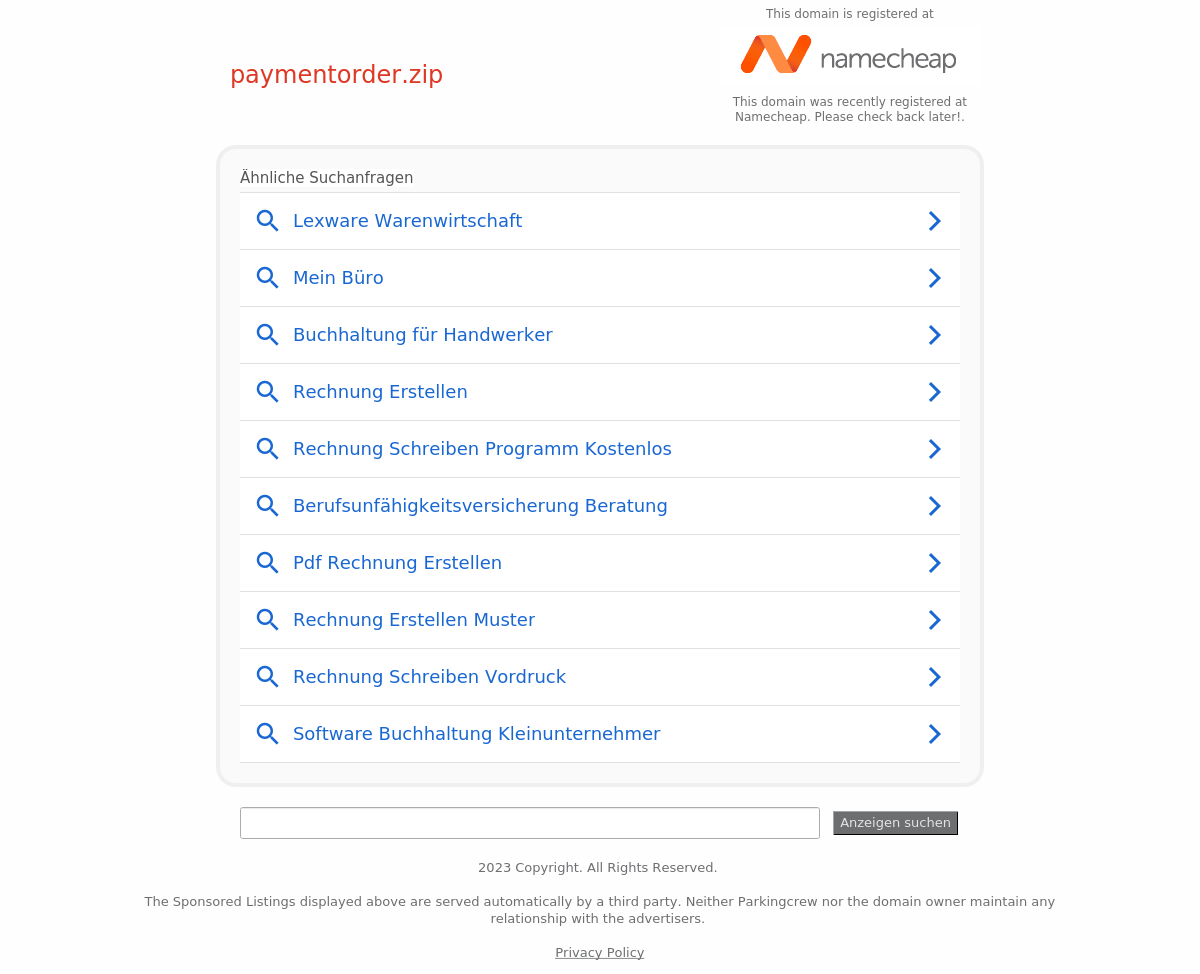 This domain is registered at
namecheap
paymentorder.zip
This domain was recently registered at
Namecheap. Please check back later!.
Ähnliche Suchanfragen
Lexware Warenwirtschaft
Mein Büro
Buchhaltung für Handwerker
Rechnung Erstellen
Rechnung Schreiben Programm Kostenlos
Berufsunfähigkeitsversicherung Beratung
Pdf Rechnung Erstellen
Rechnung Erstellen Muster
Rechnung Schreiben Vordruck
Software Buchhaltung Kleinunternehmer
Anzeigen suchen
2023 Copyright. All Rights Reserved.
The Sponsored Listings displayed above are served automatically by a third party. Neither Parkingcrew nor the domain owner maintain any
relationship with the advertisers.
Privacy Policy